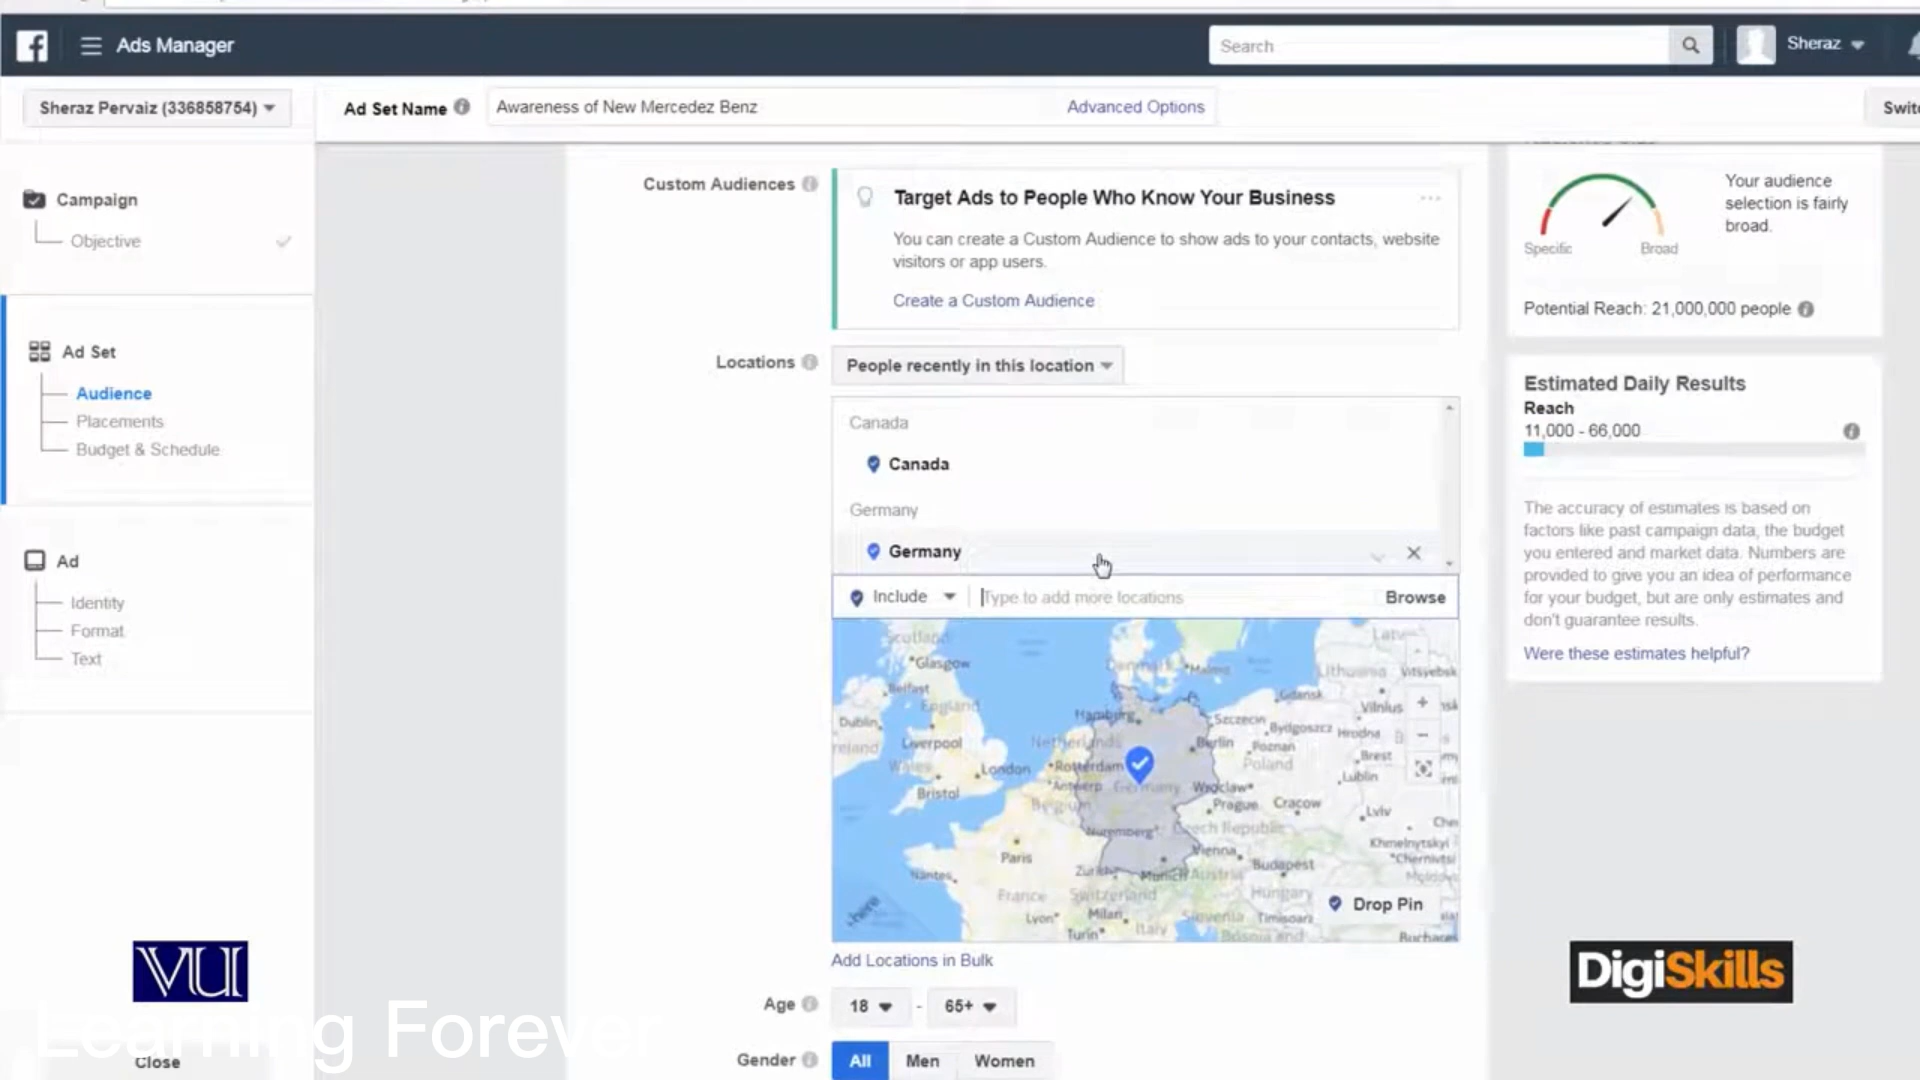 Ads Manager
Search
Sheraz
Sheraz Pervaiz (336858754)
Ad Set Name
Awareness of New Mercedez Benz
Advanced Options
Campaign
Objective
Ad Set
Audience
Placements
Budget & Schedule
Ad
Identity
Format
Text
Close
Custom Audiences
Target Ads to People Who Know Your Business
You can create a Custom Audience to show ads to your contacts, website
visitors or app users.
Create a Custom Audience
Locations
People recently in this location
Canada
Canada
Germany
Germany
Include
Type to add more locations
Browse
Scotland
Glasgow
Belfast
England
Dublin
Liverpool
Wales
London
Bristol
Netherlands
Rotterdam
Antwerp
Belgium
Hamburg
Denmark
Malmo
Berlin
Germany
Nuremberg
Munich
Szczecin
Bydgoszcz
Poznan
Poland
Gdansk
Lithuania
Vitsyebsk
Vilnius
Hrodna
Brest
Lublin
Wroclaw
Prague
Cracow
Lviv
Czech Republic
Khmelnytskyi
Vienna
Budapest
Paris
Nantes
France
Switzerland
Austria
Hungary
Lyon
Milan
Turin
Italy
Slovenia
Timisoara
here
Drop Pin
Add Locations in Bulk
Age
18 - 65+
Gender
All
Men
Women
Your audience
selection is fairly
broad.
Specific
Broad
Potential Reach: 21,000,000 people
Estimated Daily Results
Reach
11,000 - 66,000
The accuracy of estimates is based on
factors like past campaign data, the budget
you entered and market data. Numbers are
provided to give you an idea of performance
for your budget, but are only estimates and
don't guarantee results.
Were these estimates helpful?
VU
Learning Forever
DigiSkills